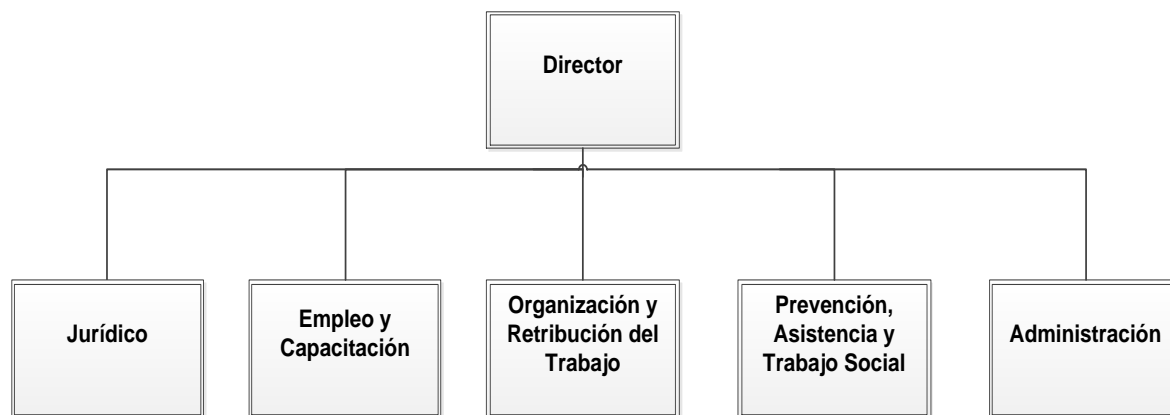 Director
Jurídico
Empleo y
Capacitación
Organización y
Retribución del
Trabajo
Prevención,
Asistencia y
Trabajo Social
Administración